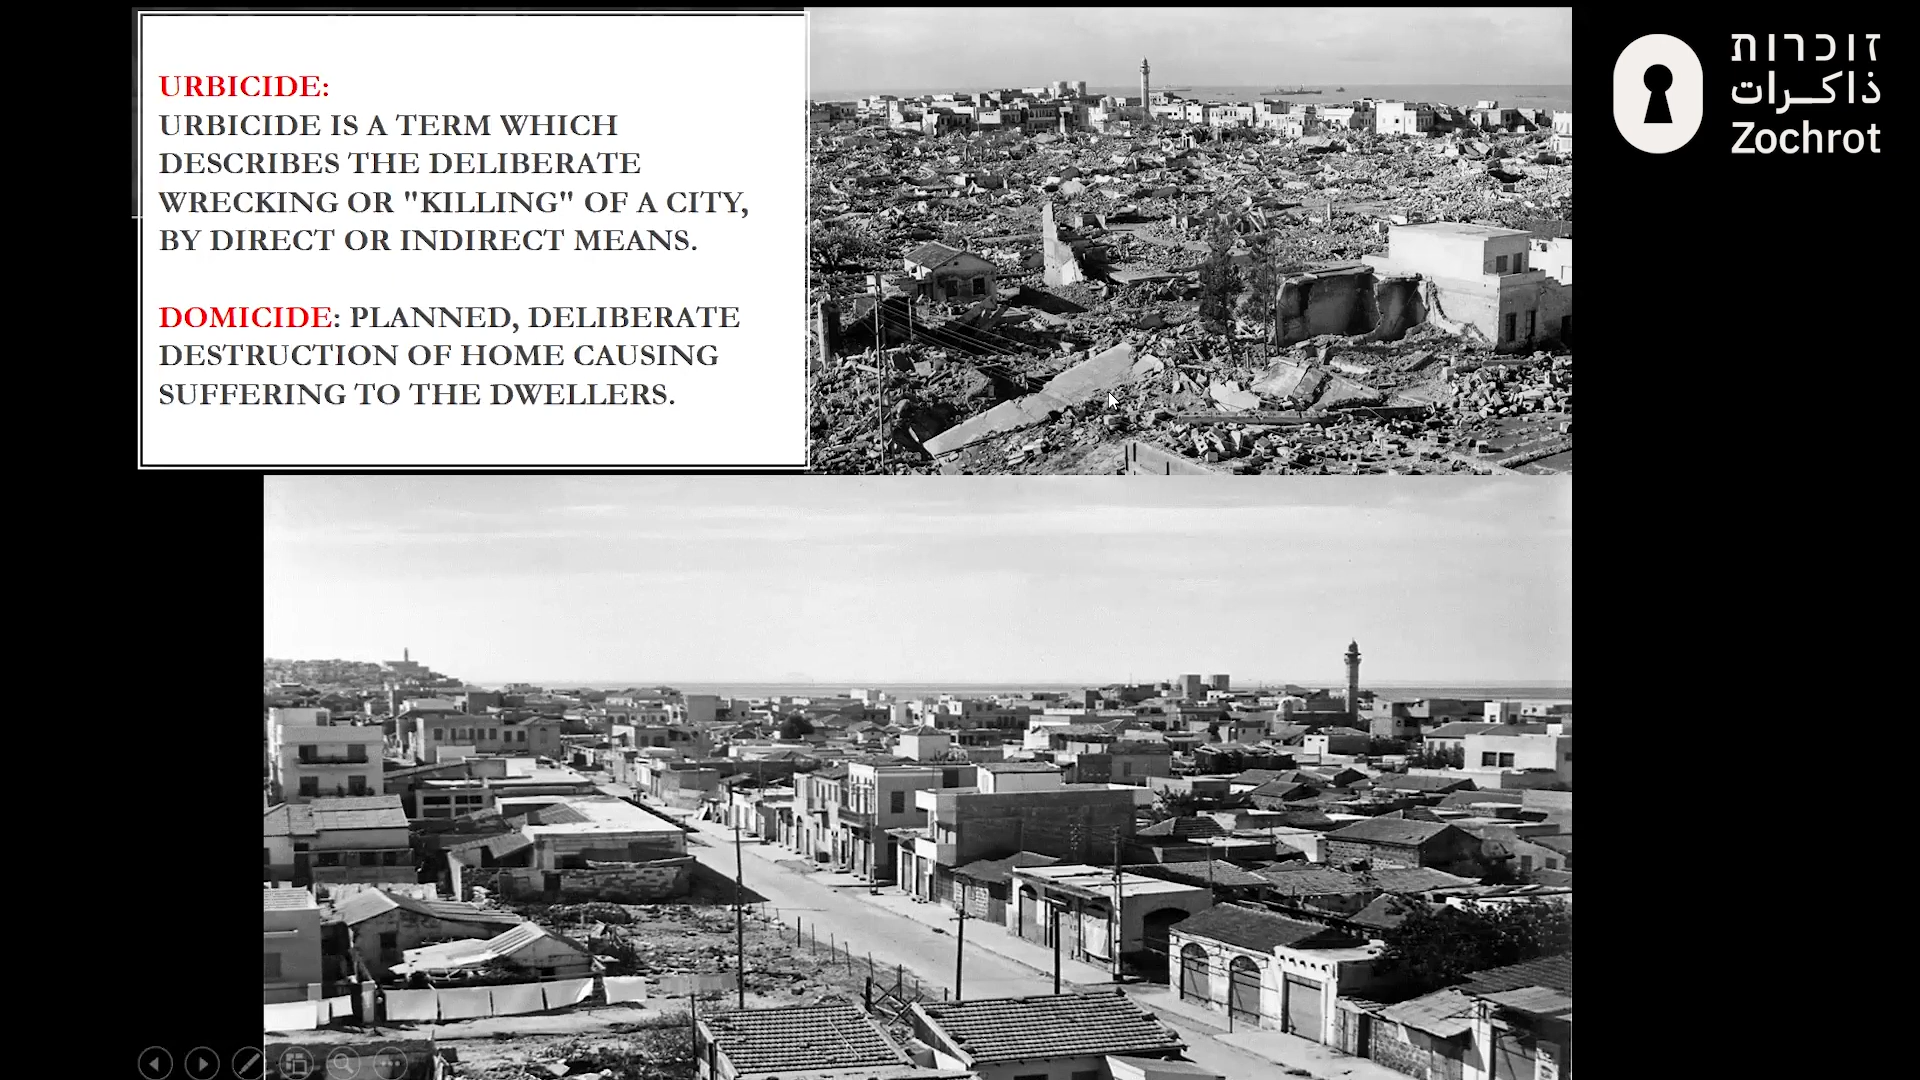 URBICIDE:
URBICIDE IS A TERM WHICH
DESCRIBES THE DELIBERATE
WRECKING OR "KILLING" OF A CITY,
BY DIRECT OR INDIRECT MEANS.
DOMICIDE: PLANNED, DELIBERATE
DESTRUCTION OF HOME CAUSING
SUFFERING TO THE DWELLERS.
זוכרות
ذاكرات
Zochrot